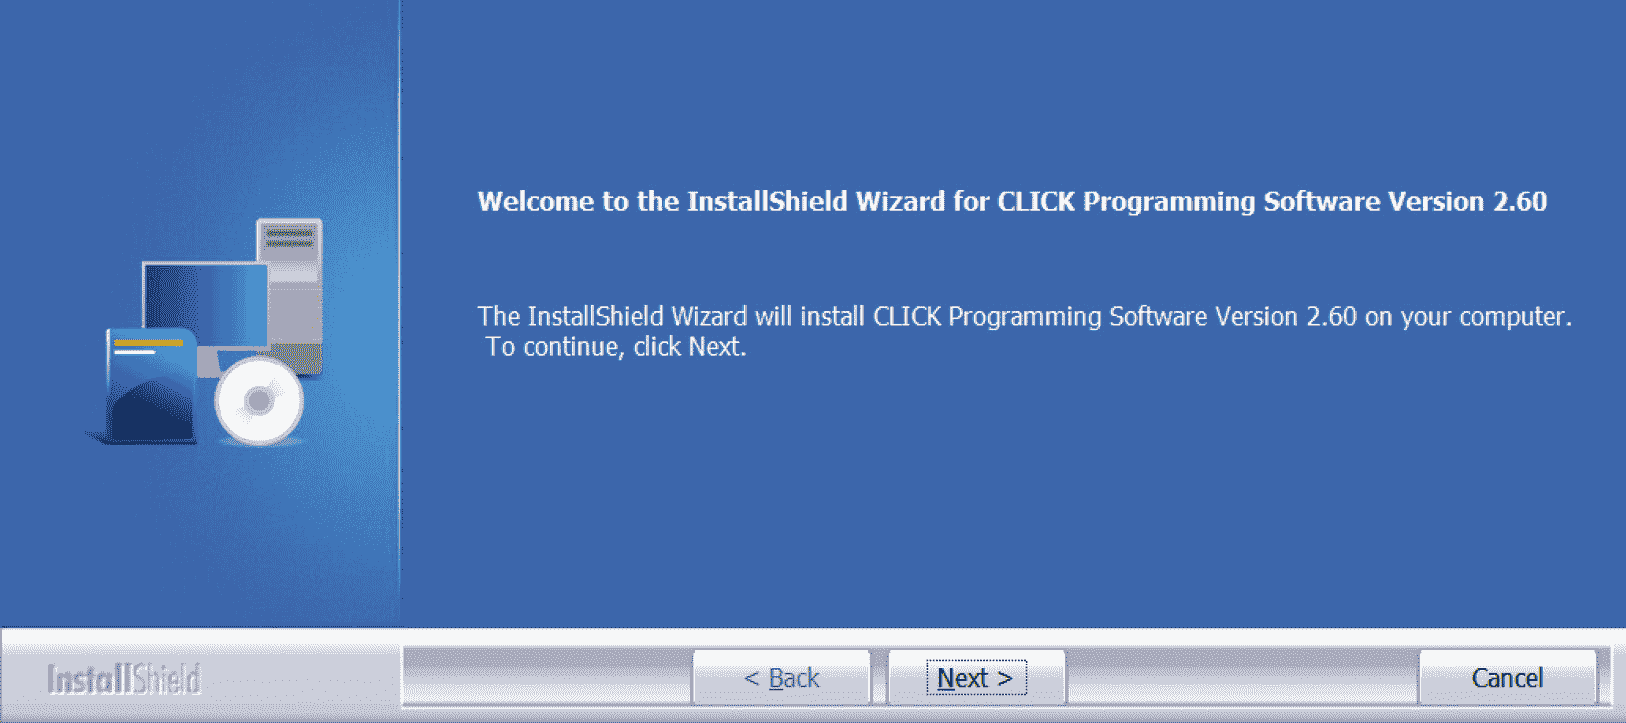 Welcome to the InstallShield Wizard for CLICK Programming Software Version 2.60
The InstallShield Wizard will install CLICK Programming Software Version 2.60 on your computer.
To continue, click Next.
InstallShield
< Back
Next >
Cancel